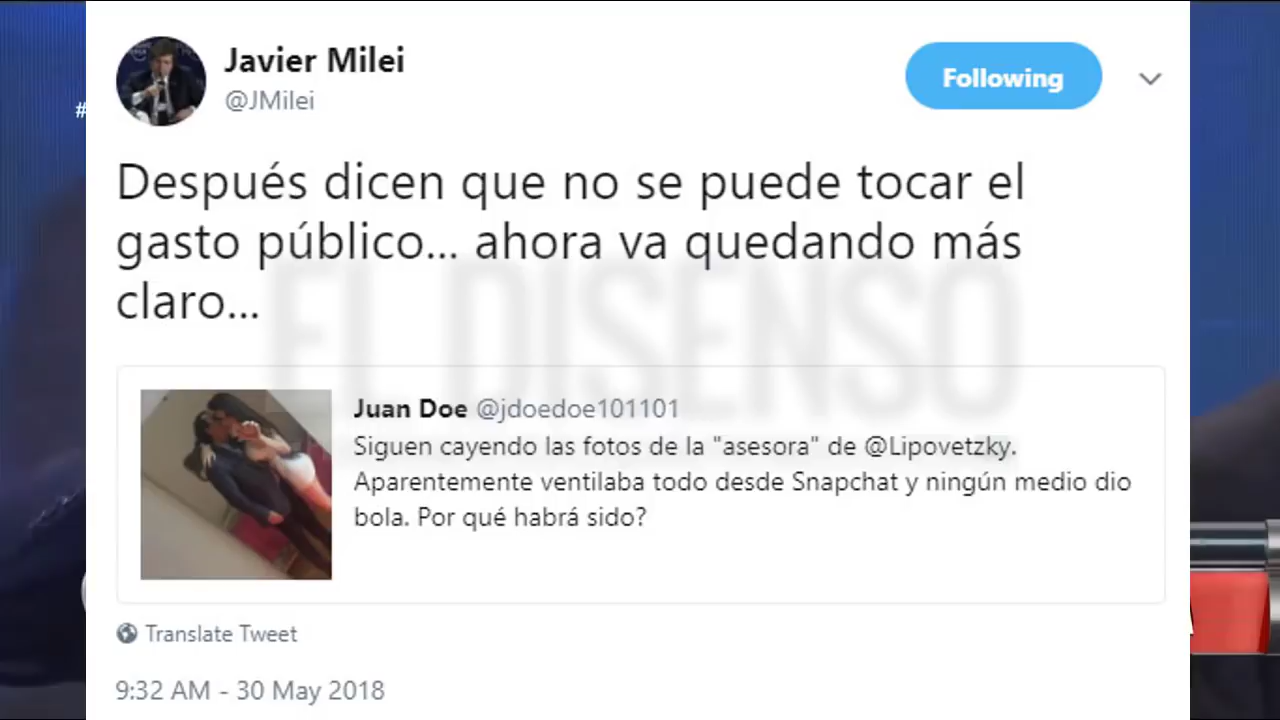 #
Javier Milei
@JMilei
Following
Después dicen que no se puede tocar el
gasto público... ahora va quedando más
claro...
EL DISENSO
Juan Doe @jdoedoe101101
Siguen cayendo las fotos de la "asesora" de @Lipovetzky.
Aparentemente ventilaba todo desde Snapchat y ningún medio dio
bola. Por qué habrá sido?
Translate Tweet
9:32 AM - 30 May 2018